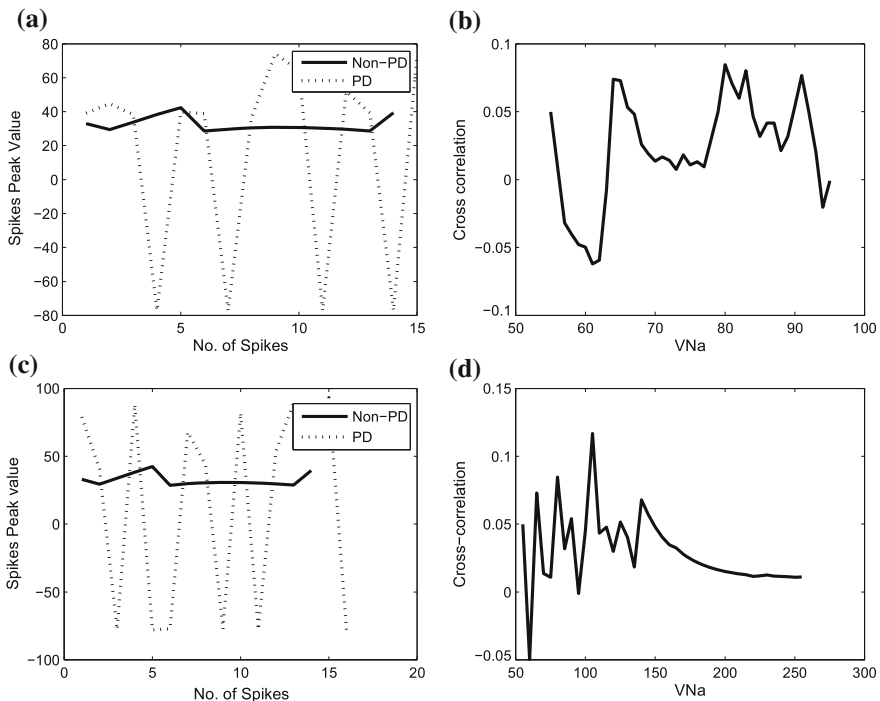 (a)
80
60
40
20
0
−20
−40
−60
−80
0
5
10
15
Spikes Peak Value
No. of Spikes
Non−PD
PD
(b)
0.1
0.05
0
−0.05
−0.1
50
60
70
80
90
100
Cross correlation
VNa
(c)
100
50
0
−50
−100
0
5
10
15
20
Spikes Peak value
No. of Spikes
Non−PD
PD
(d)
0.15
0.1
0.05
0
−0.05
50
100
150
200
250
300
Cross−correlation
VNa